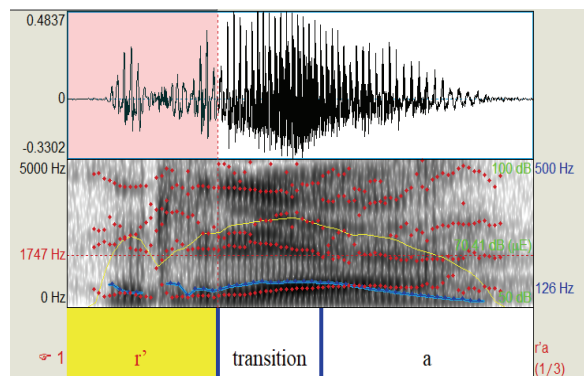 0.4837
0
-0.3302
5000 Hz
100 dB
500 Hz
1747 Hz
0 Hz
126 Hz
1
r’
transition
a
r'a
(1/3)